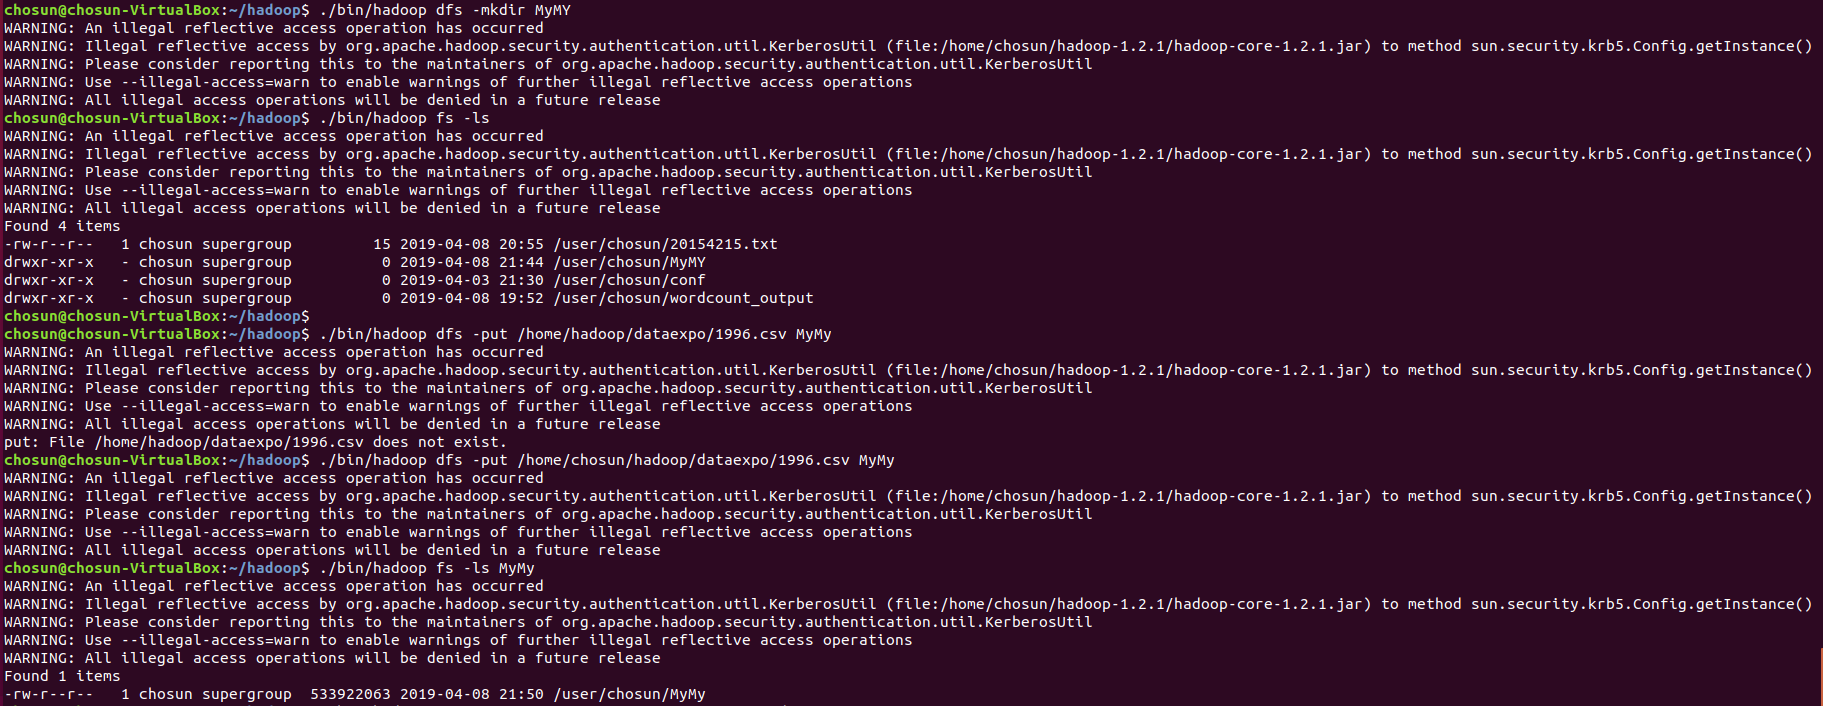 chosun@chosun-VirtualBox:~/hadoop$ ./bin/hadoop dfs -mkdir MyMY
WARNING: An illegal reflective access operation has occurred
WARNING: Illegal reflective access by org.apache.hadoop.security.authentication.util.KerberosUtil (file:/home/chosun/hadoop-1.2.1/hadoop-core-1.2.1.jar) to method sun.security.krb5.Config.getInstance()
WARNING: Please consider reporting this to the maintainers of org.apache.hadoop.security.authentication.util.KerberosUtil
WARNING: Use --illegal-access=warn to enable warnings of further illegal reflective access operations
WARNING: All illegal access operations will be denied in a future release
chosun@chosun-VirtualBox:~/hadoop$ ./bin/hadoop fs -ls
WARNING: An illegal reflective access operation has occurred
WARNING: Illegal reflective access by org.apache.hadoop.security.authentication.util.KerberosUtil (file:/home/chosun/hadoop-1.2.1/hadoop-core-1.2.1.jar) to method sun.security.krb5.Config.getInstance()
WARNING: Please consider reporting this to the maintainers of org.apache.hadoop.security.authentication.util.KerberosUtil
WARNING: Use --illegal-access=warn to enable warnings of further illegal reflective access operations
WARNING: All illegal access operations will be denied in a future release
Found 4 items
-rw-r--r--   1 chosun supergroup         15 2019-04-08 20:55 /user/chosun/20154215.txt
drwxr-xr-x   - chosun supergroup          0 2019-04-08 21:44 /user/chosun/MyMY
drwxr-xr-x   - chosun supergroup          0 2019-04-03 21:30 /user/chosun/conf
drwxr-xr-x   - chosun supergroup          0 2019-04-08 19:52 /user/chosun/wordcount_output
chosun@chosun-VirtualBox:~/hadoop$
chosun@chosun-VirtualBox:~/hadoop$ ./bin/hadoop dfs -put /home/hadoop/dataexpo/1996.csv MyMy
WARNING: An illegal reflective access operation has occurred
WARNING: Illegal reflective access by org.apache.hadoop.security.authentication.util.KerberosUtil (file:/home/chosun/hadoop-1.2.1/hadoop-core-1.2.1.jar) to method sun.security.krb5.Config.getInstance()
WARNING: Please consider reporting this to the maintainers of org.apache.hadoop.security.authentication.util.KerberosUtil
WARNING: Use --illegal-access=warn to enable warnings of further illegal reflective access operations
WARNING: All illegal access operations will be denied in a future release
put: File /home/hadoop/dataexpo/1996.csv does not exist.
chosun@chosun-VirtualBox:~/hadoop$ ./bin/hadoop dfs -put /home/chosun/hadoop/dataexpo/1996.csv MyMy
WARNING: An illegal reflective access operation has occurred
WARNING: Illegal reflective access by org.apache.hadoop.security.authentication.util.KerberosUtil (file:/home/chosun/hadoop-1.2.1/hadoop-core-1.2.1.jar) to method sun.security.krb5.Config.getInstance()
WARNING: Please consider reporting this to the maintainers of org.apache.hadoop.security.authentication.util.KerberosUtil
WARNING: Use --illegal-access=warn to enable warnings of further illegal reflective access operations
WARNING: All illegal access operations will be denied in a future release
chosun@chosun-VirtualBox:~/hadoop$ ./bin/hadoop fs -ls MyMy
WARNING: An illegal reflective access operation has occurred
WARNING: Illegal reflective access by org.apache.hadoop.security.authentication.util.KerberosUtil (file:/home/chosun/hadoop-1.2.1/hadoop-core-1.2.1.jar) to method sun.security.krb5.Config.getInstance()
WARNING: Please consider reporting this to the maintainers of org.apache.hadoop.security.authentication.util.KerberosUtil
WARNING: Use --illegal-access=warn to enable warnings of further illegal reflective access operations
WARNING: All illegal access operations will be denied in a future release
Found 1 items
-rw-r--r--   1 chosun supergroup  533922063 2019-04-08 21:50 /user/chosun/MyMy